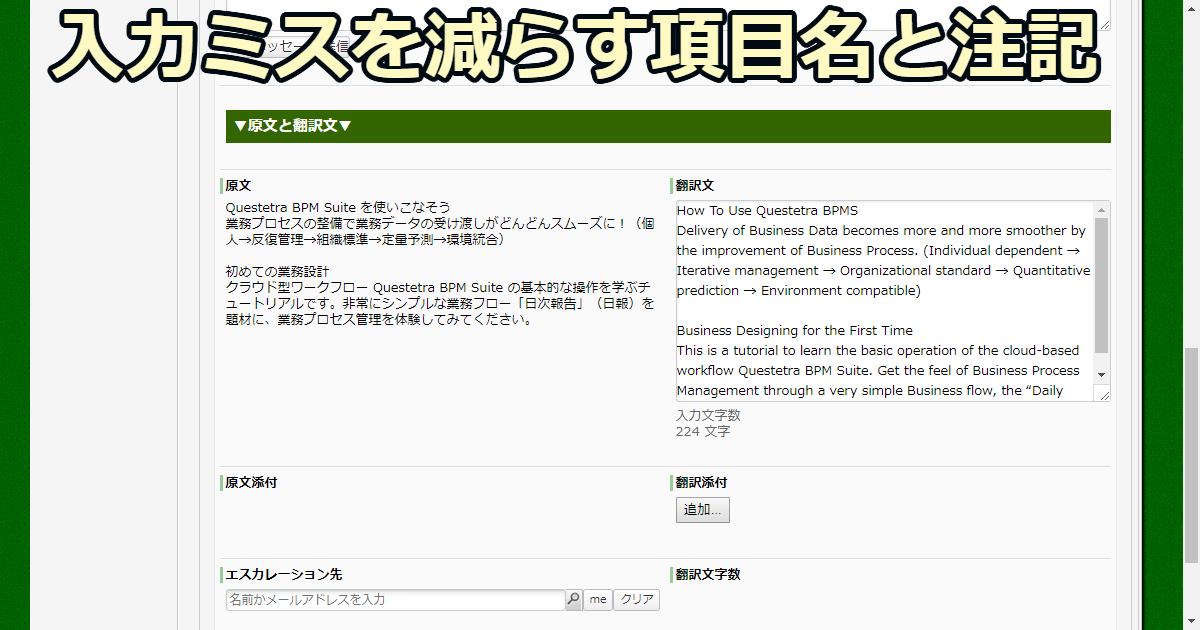 入力ミスを減らす項目名と注記
▼原文と翻訳文▼
原文
Questetra BPM Suite を使いこなそう
業務プロセスの整備で業務データの受け渡しがどんどんスムーズに！（個
人→反復管理→組織標準→定量予測→環境統合）
初めての業務設計
クラウド型ワークフロー Questetra BPM Suite の基本的な操作を学ぶチ
ュートリアルです。非常にシンプルな業務フロー「日次報告」（日報）を
題材に、業務プロセス管理を体験してみてください。
翻訳文
How To Use Questetra BPMS
Delivery of Business Data becomes more and more smoother by
the improvement of Business Process. (Individual dependent →
Iterative management → Organizational standard → Quantitative
prediction → Environment compatible)
Business Designing for the First Time
This is a tutorial to learn the basic operation of the cloud-based
workflow Questetra BPM Suite. Get the feel of Business Process
Management through a very simple Business flow, the “Daily
入力文字数
224 文字
原文添付
翻訳添付
追加...
エスカレーション先
名前かメールアドレスを入力
me
クリア
翻訳文字数